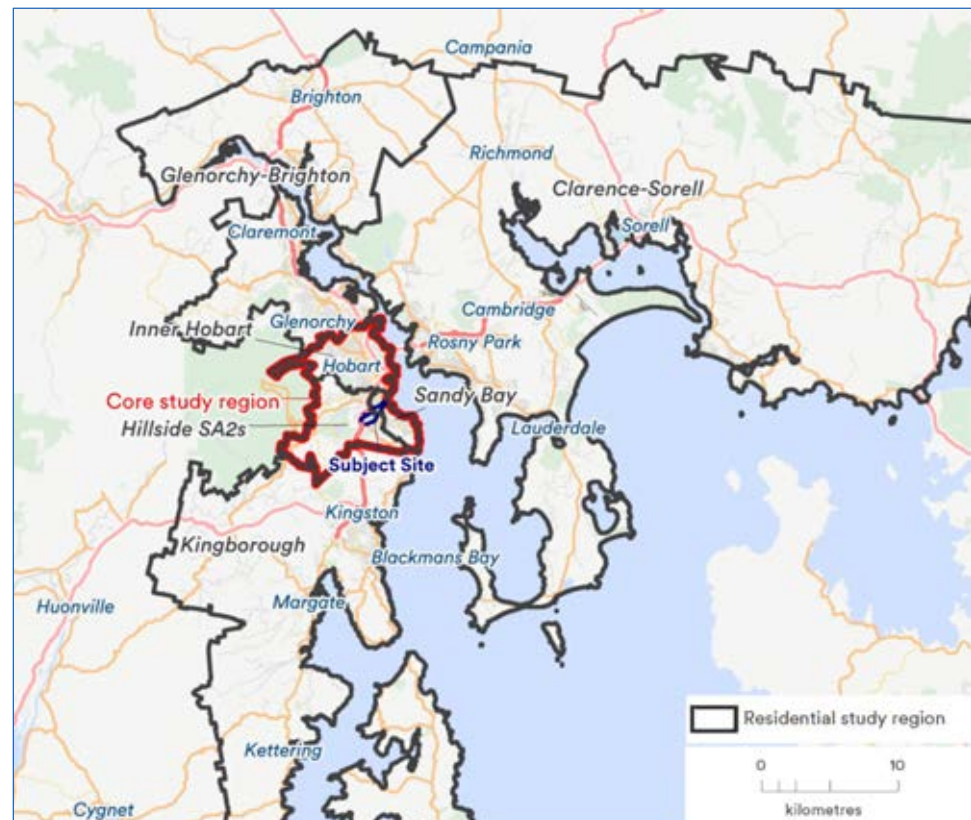 Campania
Brighton
Richmond
Glenorchy-Brighton
Clarence-Sorell
Sorell
Claremont
Cambridge
Glenorchy
Inner Hobart
Rosny Park
Hobart
Core study region
Sandy Bay
Hillside SA2s
Lauderdale
Subject Site
Kingston
Kingborough
Blackmans Bay
Huonville
Margate
Residential study region
Kettering
0 10
kilometres
Cygnet